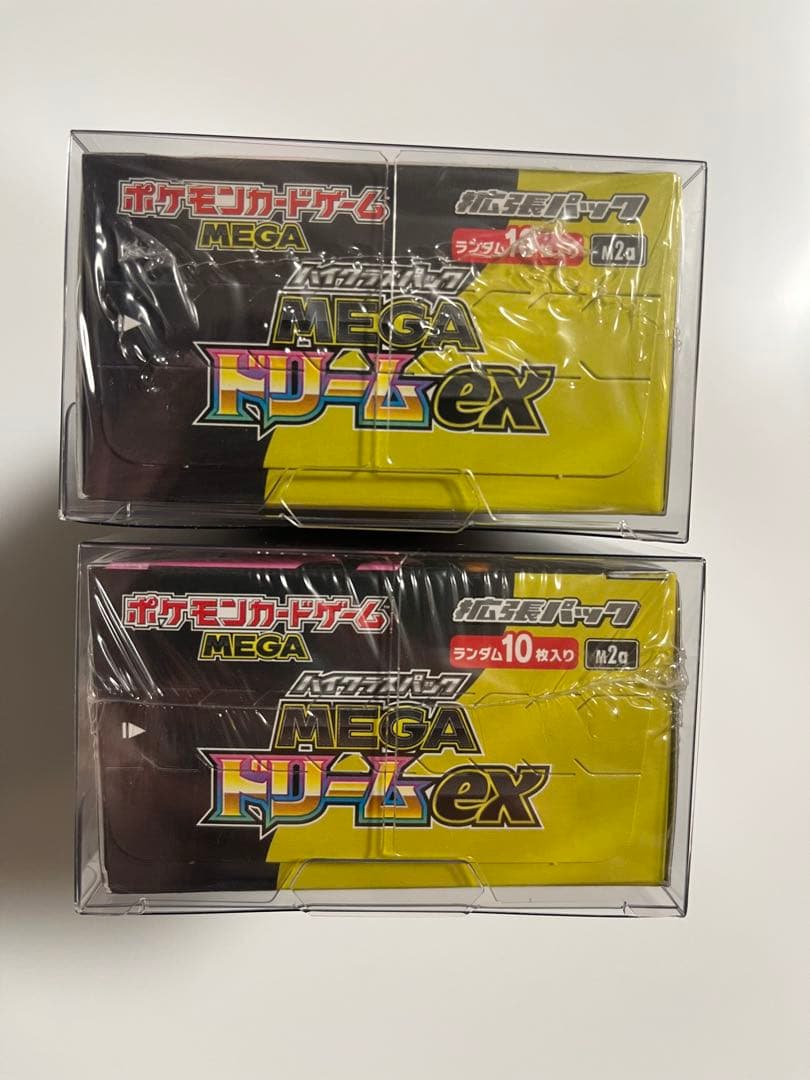 ポケモンカードゲーム
MEGA
拡張パック
ランダム10
M2a
ハイクラスパック
MEGA
ドリームex
ポケモンカードゲーム
MEGA
拡張パック
ランダム10枚入り
M2a
ハイクラスパック
MEGA
ドリームex